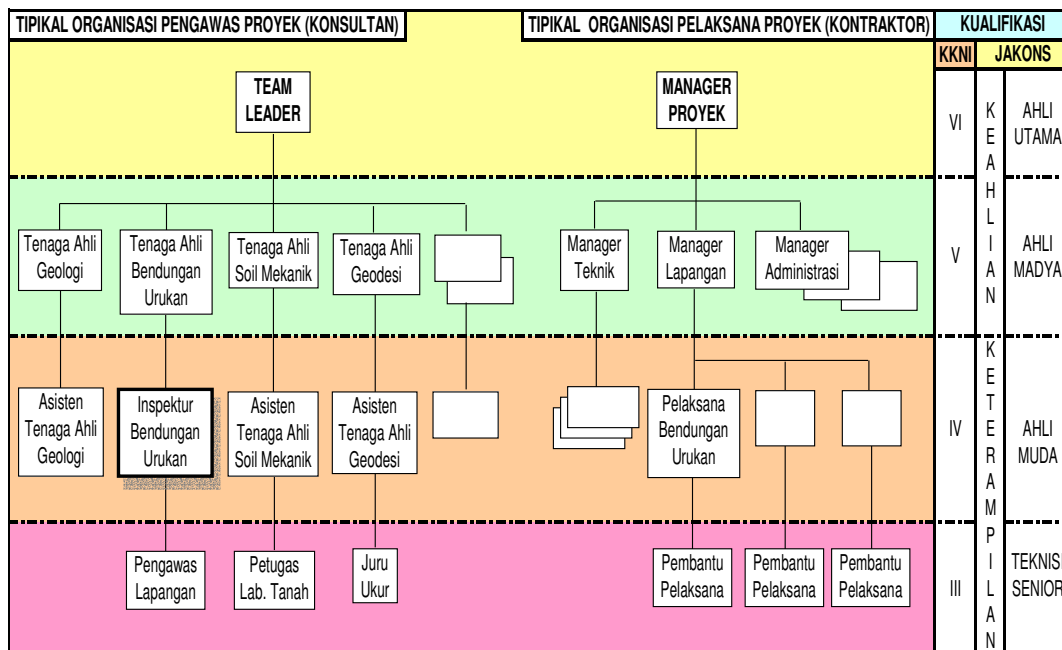 TIPIKAL ORGANISASI PENGAWAS PROYEK (KONSULTAN)
TIPIKAL ORGANISASI PELAKSANA PROYEK (KONTRAKTOR)
KUALIFIKASI
KKNI
JAKONS
TEAM
LEADER
MANAGER
PROYEK
VI
AHLI
UTAMA
KEAHLIAN
Tenaga Ahli
Geologi
Tenaga Ahli
Bendungan
Urukan
Tenaga Ahli
Soil Mekanik
Tenaga Ahli
Geodesi
Manager
Teknik
Manager
Lapangan
Manager
Administrasi
V
AHLI
MADYA
Asisten
Tenaga Ahli
Geologi
Inspektur
Bendungan
Urukan
Asisten
Tenaga Ahli
Soil Mekanik
Asisten
Tenaga Ahli
Geodesi
Pelaksana
Bendungan
Urukan
IV
KETERAMPILAN
AHLI
MUDA
Pengawas
Lapangan
Petugas
Lab. Tanah
Juru
Ukur
Pembantu
Pelaksana
Pembantu
Pelaksana
Pembantu
Pelaksana
III
TEKNISI
SENIOR